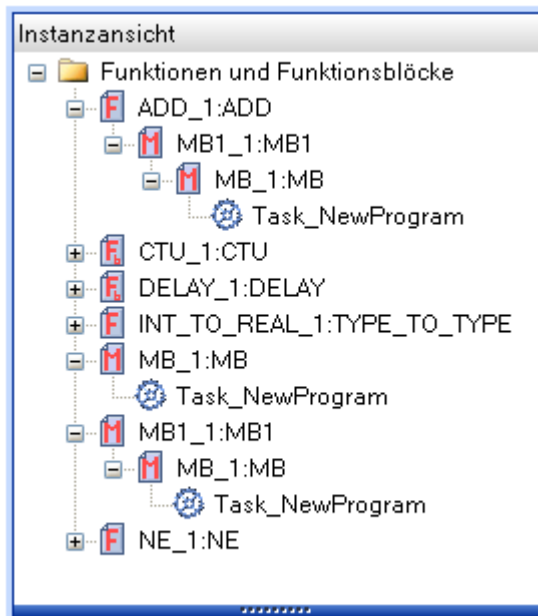 Instanzansicht
Funktionen und Funktionsblöcke
ADD_1:ADD
MB1_1:MB1
MB_1:MB
Task_NewProgram
CTU_1:CTU
DELAY_1:DELAY
INT_TO_REAL_1:TYPE_TO_TYPE
MB_1:MB
Task_NewProgram
MB1_1:MB1
MB_1:MB
Task_NewProgram
NE_1:NE